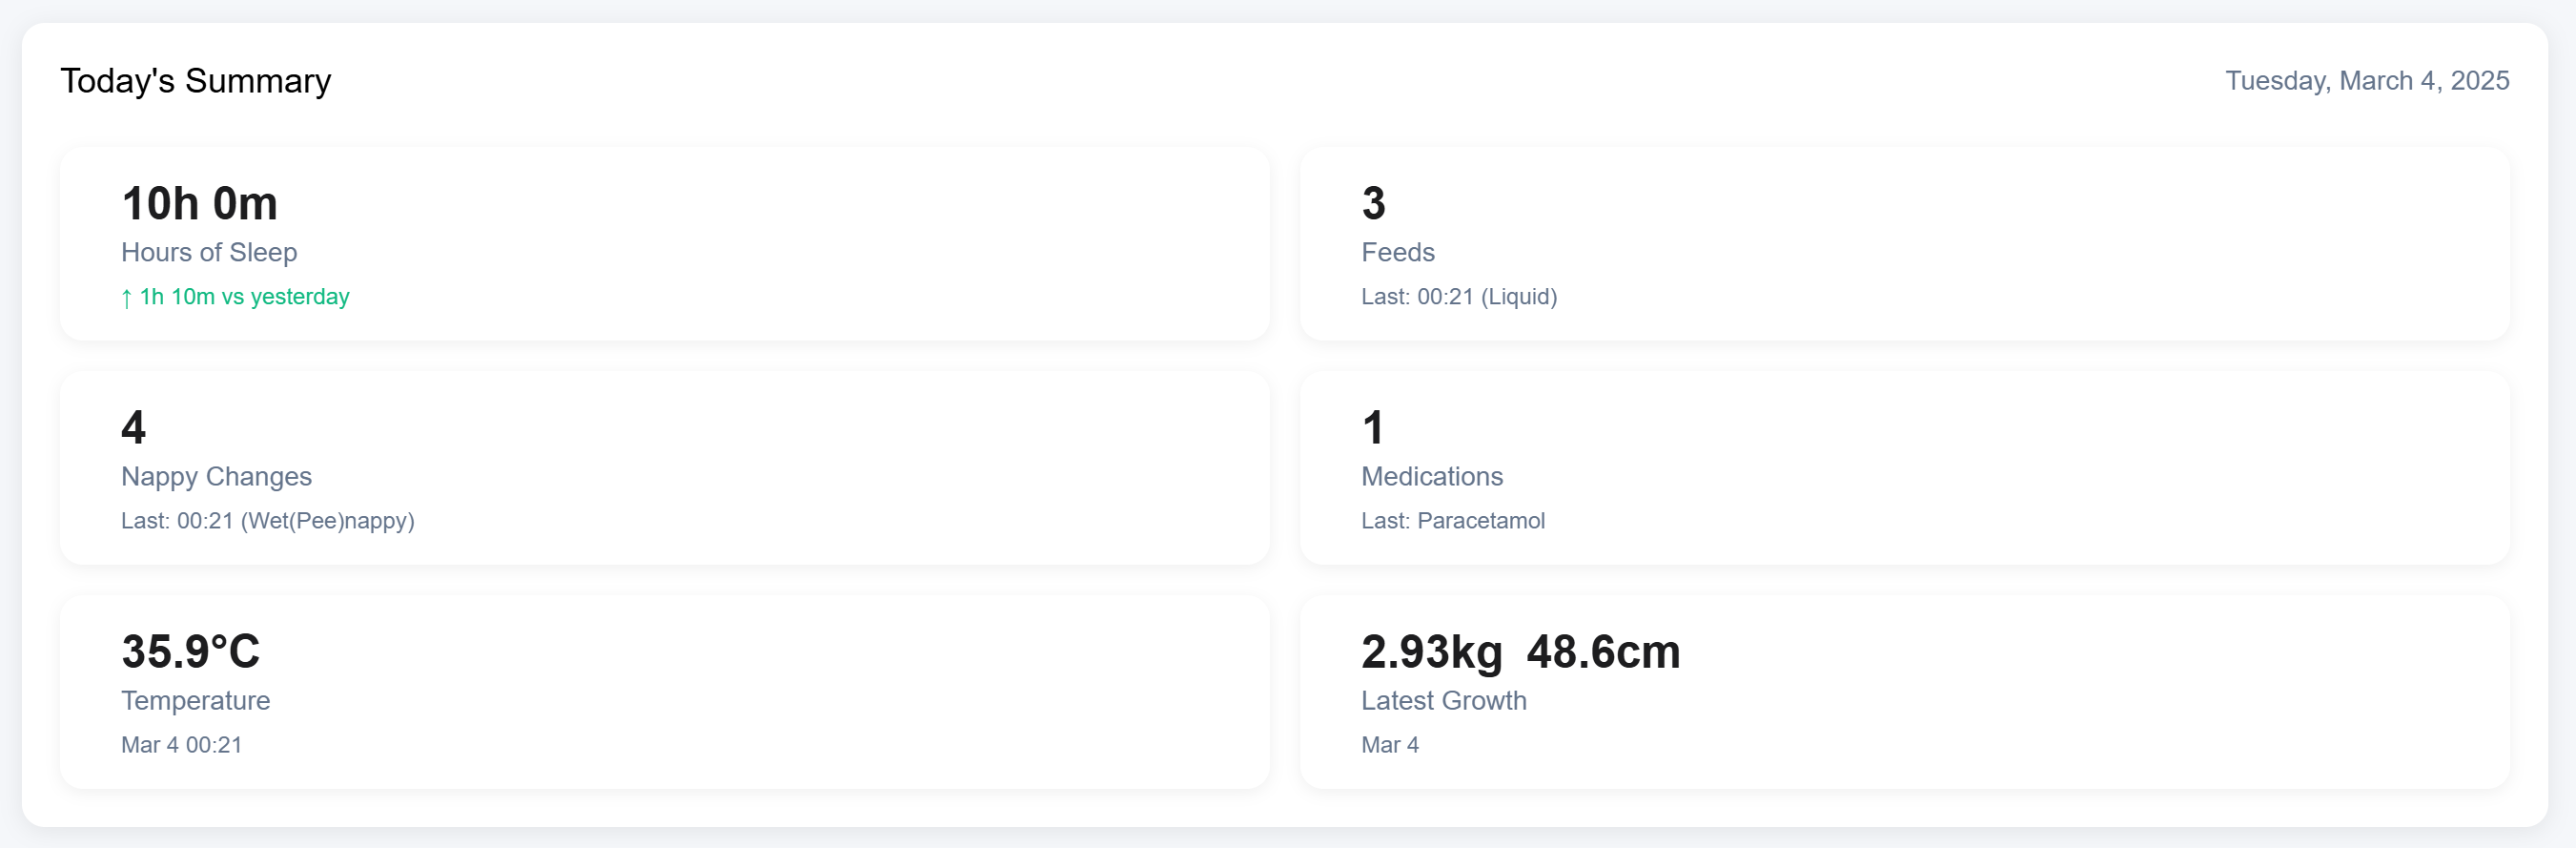 Today's Summary
Tuesday, March 4, 2025
10h 0m
Hours of Sleep
↑ 1h 10m vs yesterday
3
Feeds
Last: 00:21 (Liquid)
4
Nappy Changes
Last: 00:21 (Wet(Pee)nappy)
1
Medications
Last: Paracetamol
35.9°C
Temperature
Mar 4 00:21
2.93kg 48.6cm
Latest Growth
Mar 4